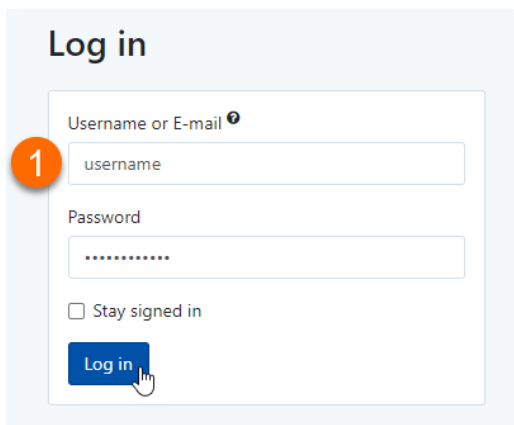 Log in
Username or E-mail ?
1
username
Password
••••••••••••
Stay signed in
Log in